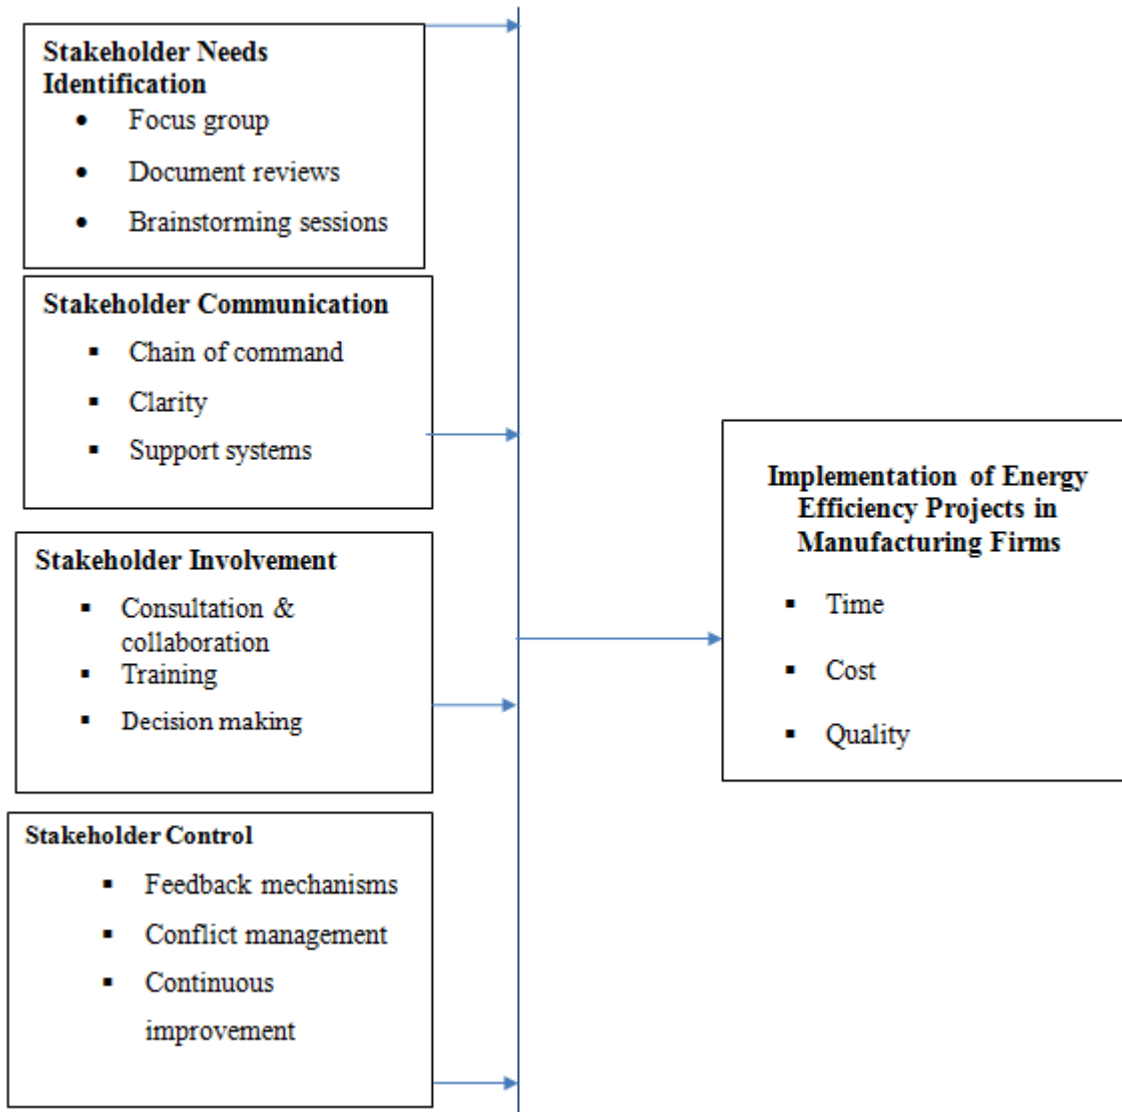 Stakeholder Needs
Identification
• Focus group
• Document reviews
• Brainstorming sessions
Stakeholder Communication
▪ Chain of command
▪ Clarity
▪ Support systems
Stakeholder Involvement
▪ Consultation &
collaboration
▪ Training
▪ Decision making
Stakeholder Control
▪ Feedback mechanisms
▪ Conflict management
▪ Continuous
improvement
Implementation of Energy
Efficiency Projects in
Manufacturing Firms
▪ Time
▪ Cost
▪ Quality